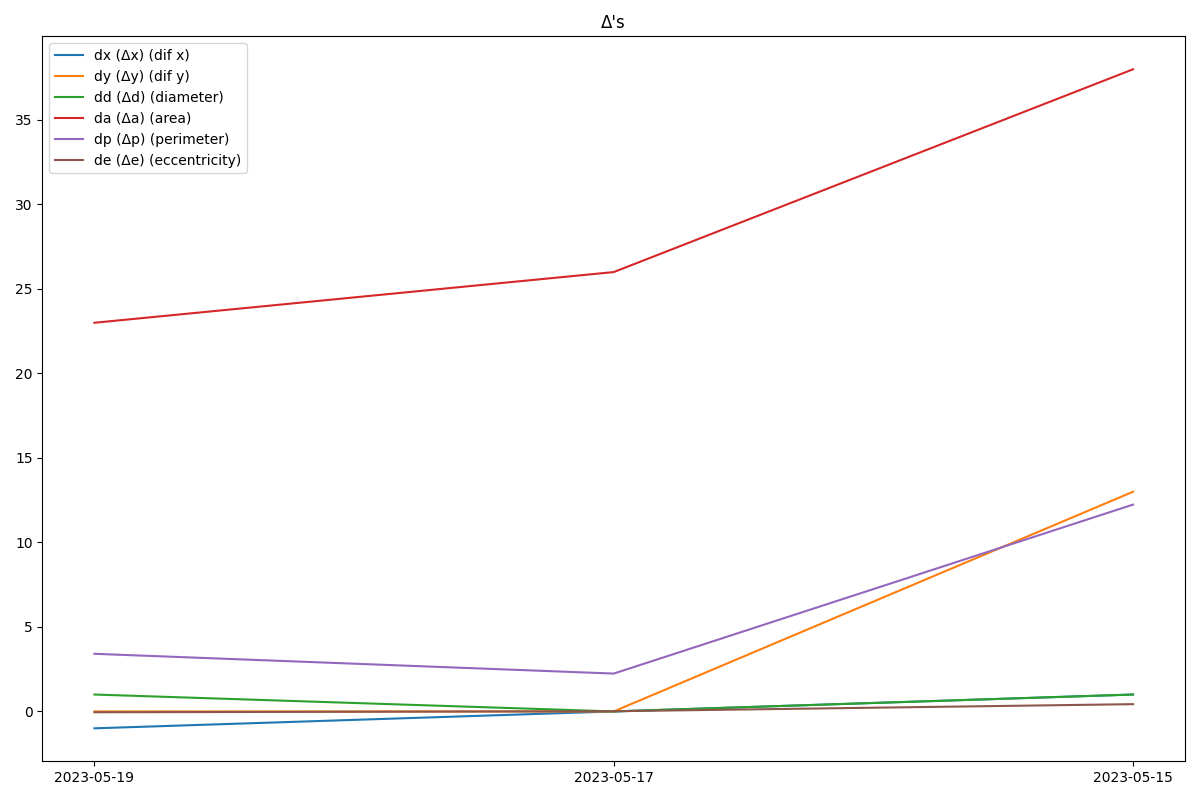 Δ's
dx (Δx) (dif x)
dy (Δy) (dif y)
dd (Δd) (diameter)
da (Δa) (area)
dp (Δp) (perimeter)
de (Δe) (eccentricity)
35
30
25
20
15
10
5
0
2023-05-19 2023-05-17 2023-05-15